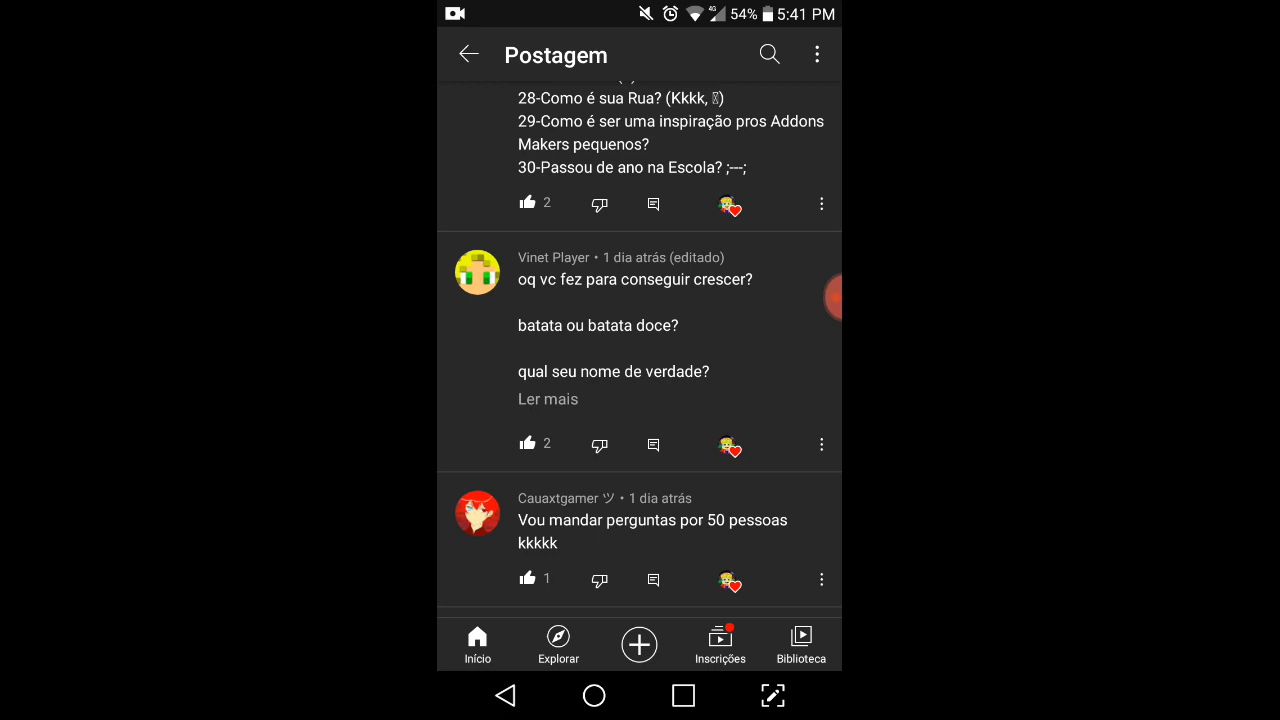 4G 54% 5:41 PM
Postagem
28-Como é sua Rua? (Kkkk, )
29-Como é ser uma inspiração pros Addons
Makers pequenos?
30-Passou de ano na Escola? ;---;
2
Vinet Player • 1 dia atrás (editado)
oq vc fez para conseguir crescer?
batata ou batata doce?
qual seu nome de verdade?
Ler mais
2
Cauaxtgamer ツ • 1 dia atrás
Vou mandar perguntas por 50 pessoas
kkkkk
1
Início Explorar Inscrições Biblioteca